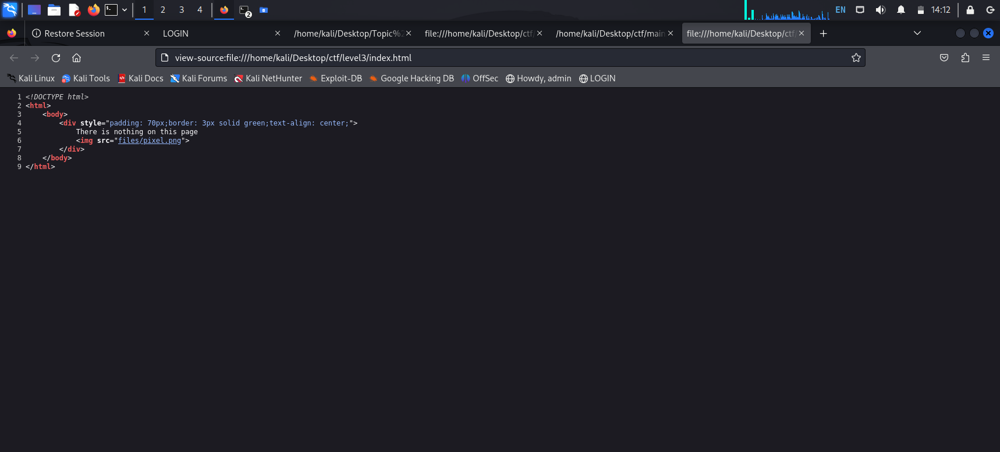 1 2 3 4 2 EN 14:12
Restore Session LOGIN /home/kali/Desktop/Topic%2 file:///home/kali/Desktop/ctf/ /home/kali/Desktop/ctf/main file:///home/kali/Desktop/ctf/
view-source:file:///home/kali/Desktop/ctf/level3/index.html
Kali Linux Kali Tools Kali Docs Kali Forums Kali NetHunter Exploit-DB Google Hacking DB OffSec Howdy, admin LOGIN
1 <!DOCTYPE html>
2 <html>
3 <body>
4 <div style="padding: 70px;border: 3px solid green;text-align: center;">
5 There is nothing on this page
6 <img src="files/pixel.png">
7 </div>
8 </body>
9 </html>